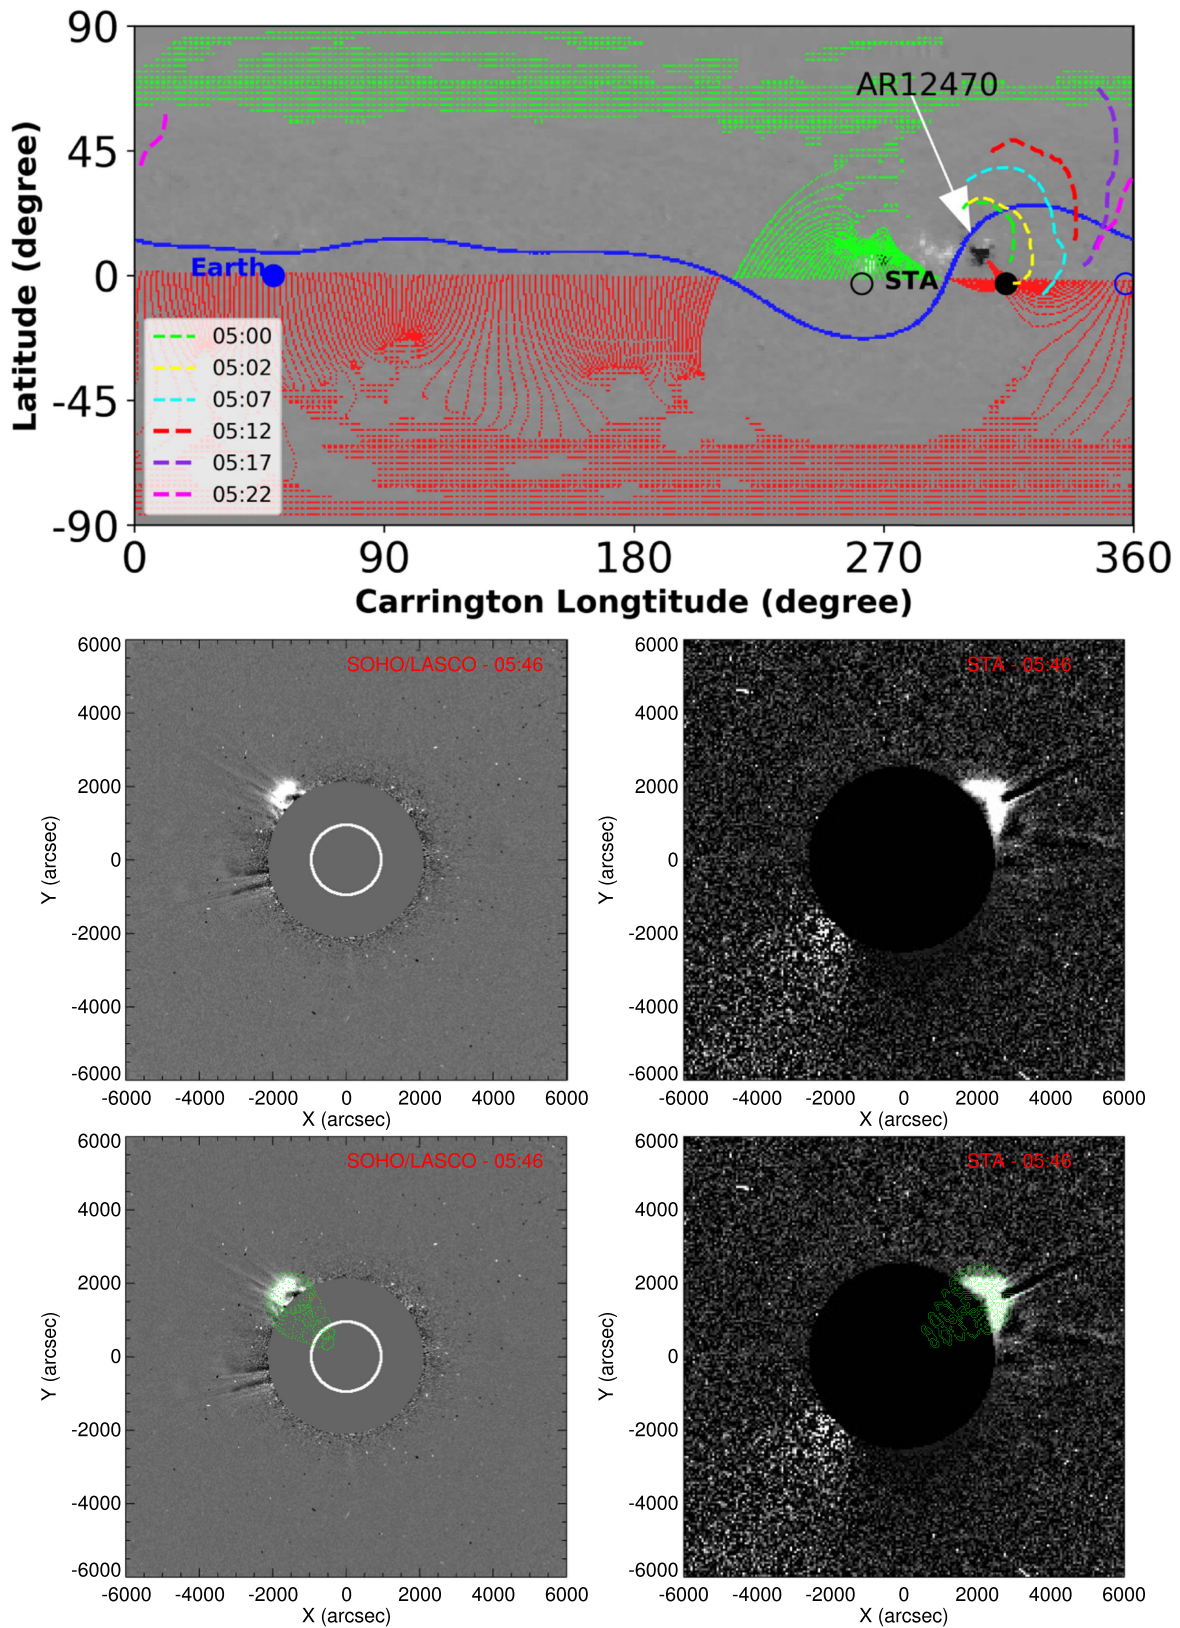 90
45
0
-45
-90
Latitude (degree)
AR12470
Earth
STA
05:00
05:02
05:07
05:12
05:17
05:22
0 90 180 270 360
Carrington Longtitude (degree)
SOHO/LASCO - 05:46
6000
4000
2000
0
-2000
-4000
-6000
Y (arcsec)
-6000 -4000 -2000 0 2000 4000 6000
X (arcsec)
STA - 05:46
6000
4000
2000
0
-2000
-4000
-6000
Y (arcsec)
-6000 -4000 -2000 0 2000 4000 6000
X (arcsec)
SOHO/LASCO - 05:46
6000
4000
2000
0
-2000
-4000
-6000
Y (arcsec)
-6000 -4000 -2000 0 2000 4000 6000
X (arcsec)
STA - 05:46
6000
4000
2000
0
-2000
-4000
-6000
Y (arcsec)
-6000 -4000 -2000 0 2000 4000 6000
X (arcsec)